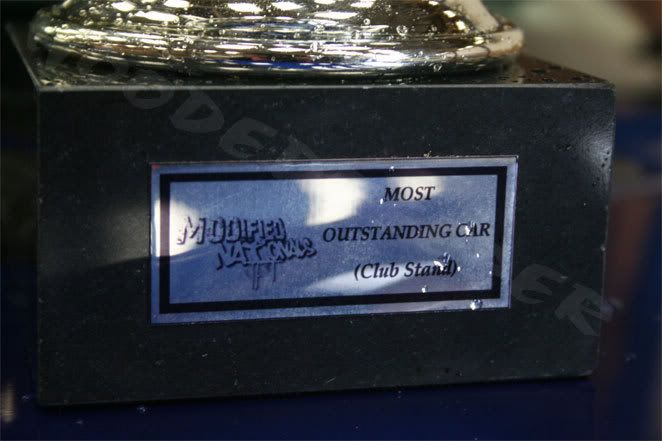 MODIFIED
NATIONALS
MOST
OUTSTANDING CAR
(Club Stand)